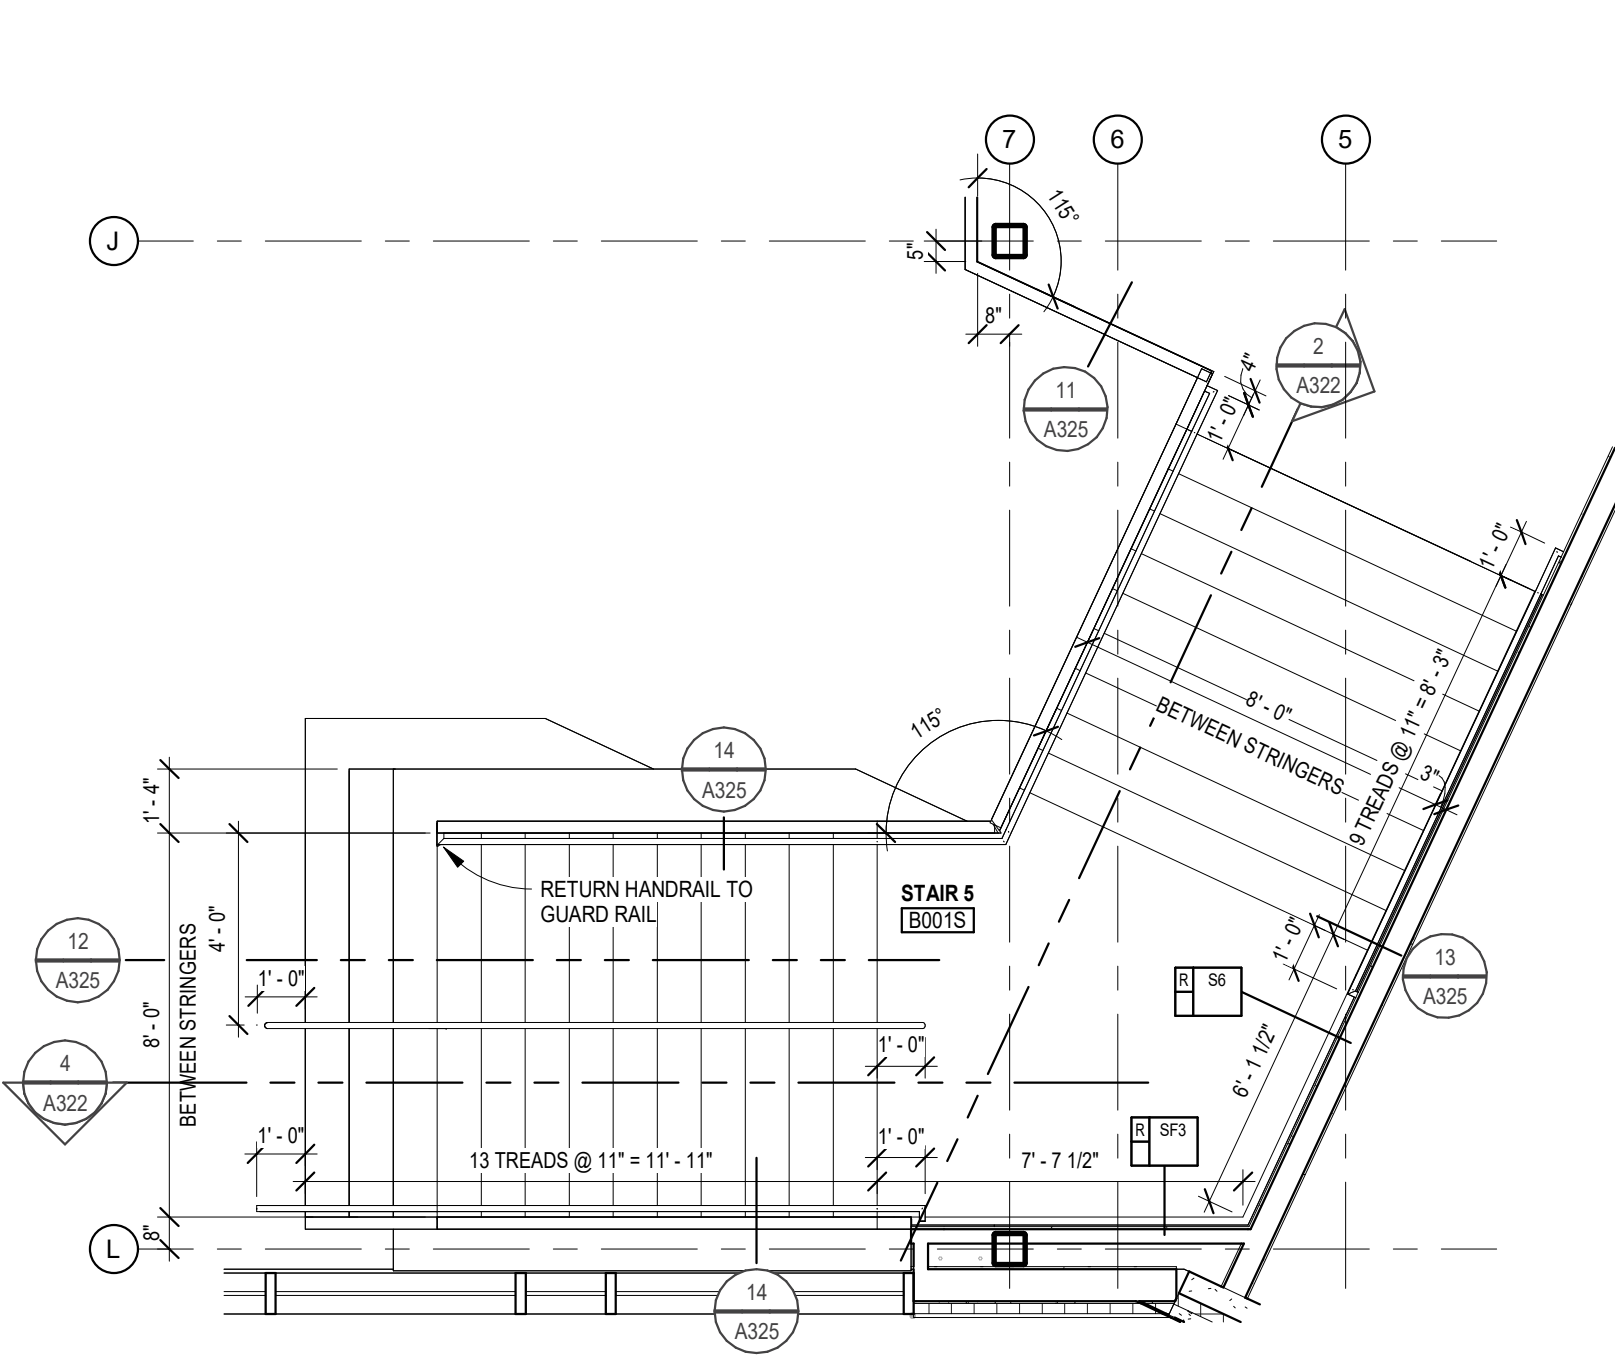 7
6
5
J
115°
5"
8"
2
A322
4"
1' - 0"
11
A325
1' - 0"
8' - 0"
BETWEEN STRINGERS
9 TREADS @ 11" = 8' - 3"
3"
115°
14
A325
1' - 4"
RETURN HANDRAIL TO
GUARD RAIL
STAIR 5
B001S
4' - 0"
12
A325
BETWEEN STRINGERS
8' - 0"
1' - 0"
1' - 0"
13
A325
R
S6
1' - 0"
6' - 1 1/2"
4
A322
R
SF3
1' - 0"
1' - 0"
13 TREADS @ 11" = 11' - 11"
7' - 7 1/2"
8"
L
14
A325